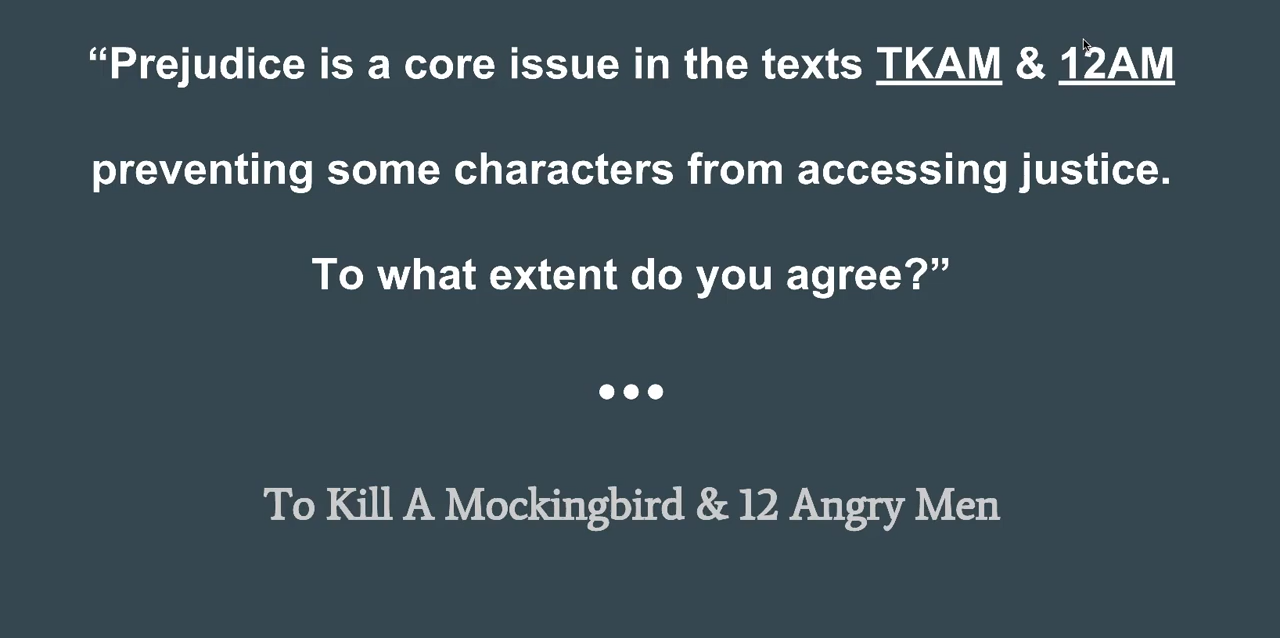 “Prejudice is a core issue in the texts TKAM & 12AM
preventing some characters from accessing justice.
To what extent do you agree?”
To Kill A Mockingbird & 12 Angry Men